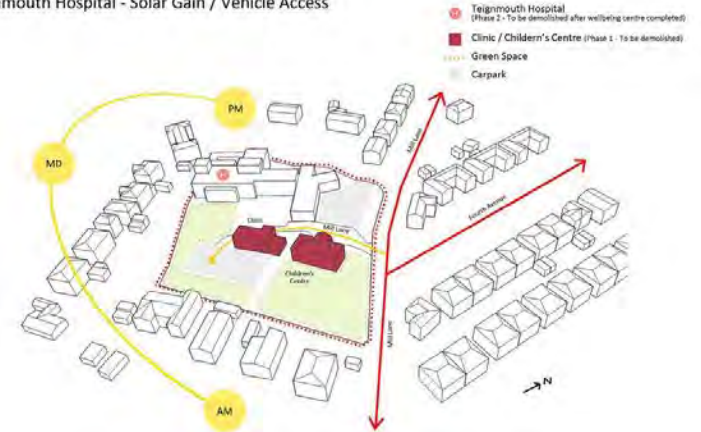 mouth Hospital - Solar Gain / Vehicle Access
Teignmouth Hospital
(Phase 2 - To be demolished after wellbeing centre completed)
Clinic / Childern's Centre (Phase 1 - To be demolished)
Green Space
Carpark
PM
MD
H
Mill Lane
Fourth Avenue
Clinic
Mill Lane
Children's
Centre
Mill Lane
N
AM